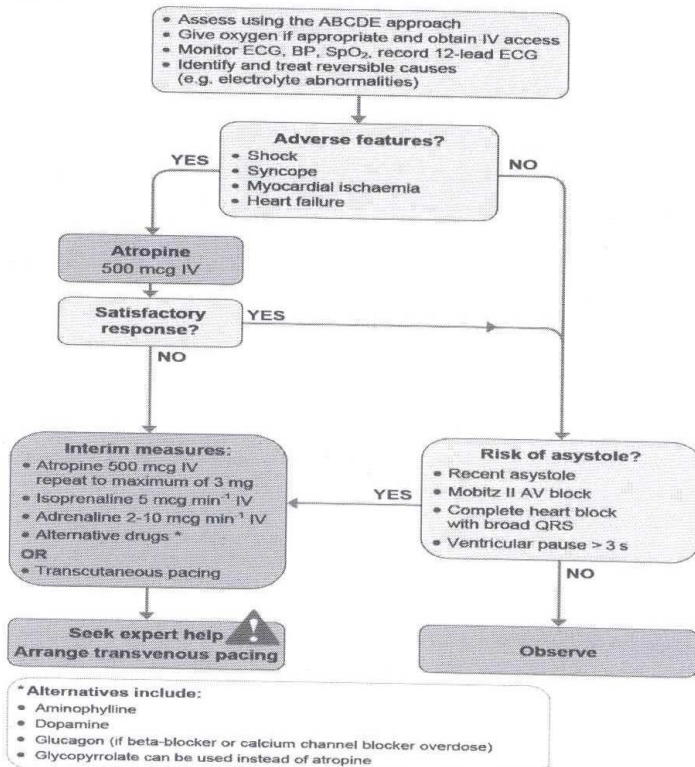 • Assess using the ABCDE approach
• Give oxygen if appropriate and obtain IV access
• Monitor ECG, BP, SpO₂, record 12-lead ECG
• Identify and treat reversible causes
(e.g. electrolyte abnormalities)
Adverse features?
• Shock
• Syncope
• Myocardial ischaemia
• Heart failure
YES
NO
Atropine
500 mcg IV
Satisfactory
response?
YES
NO
Interim measures:
• Atropine 500 mcg IV
repeat to maximum of 3 mg
• Isoprenaline 5 mcg min⁻¹ IV
• Adrenaline 2-10 mcg min⁻¹ IV
• Alternative drugs *
OR
• Transcutaneous pacing
YES
Risk of asystole?
• Recent asystole
• Mobitz II AV block
• Complete heart block
with broad QRS
• Ventricular pause > 3 s
NO
!
Seek expert help
Arrange transvenous pacing
Observe
* Alternatives include:
• Aminophylline
• Dopamine
• Glucagon (if beta-blocker or calcium channel blocker overdose)
• Glycopyrrolate can be used instead of atropine